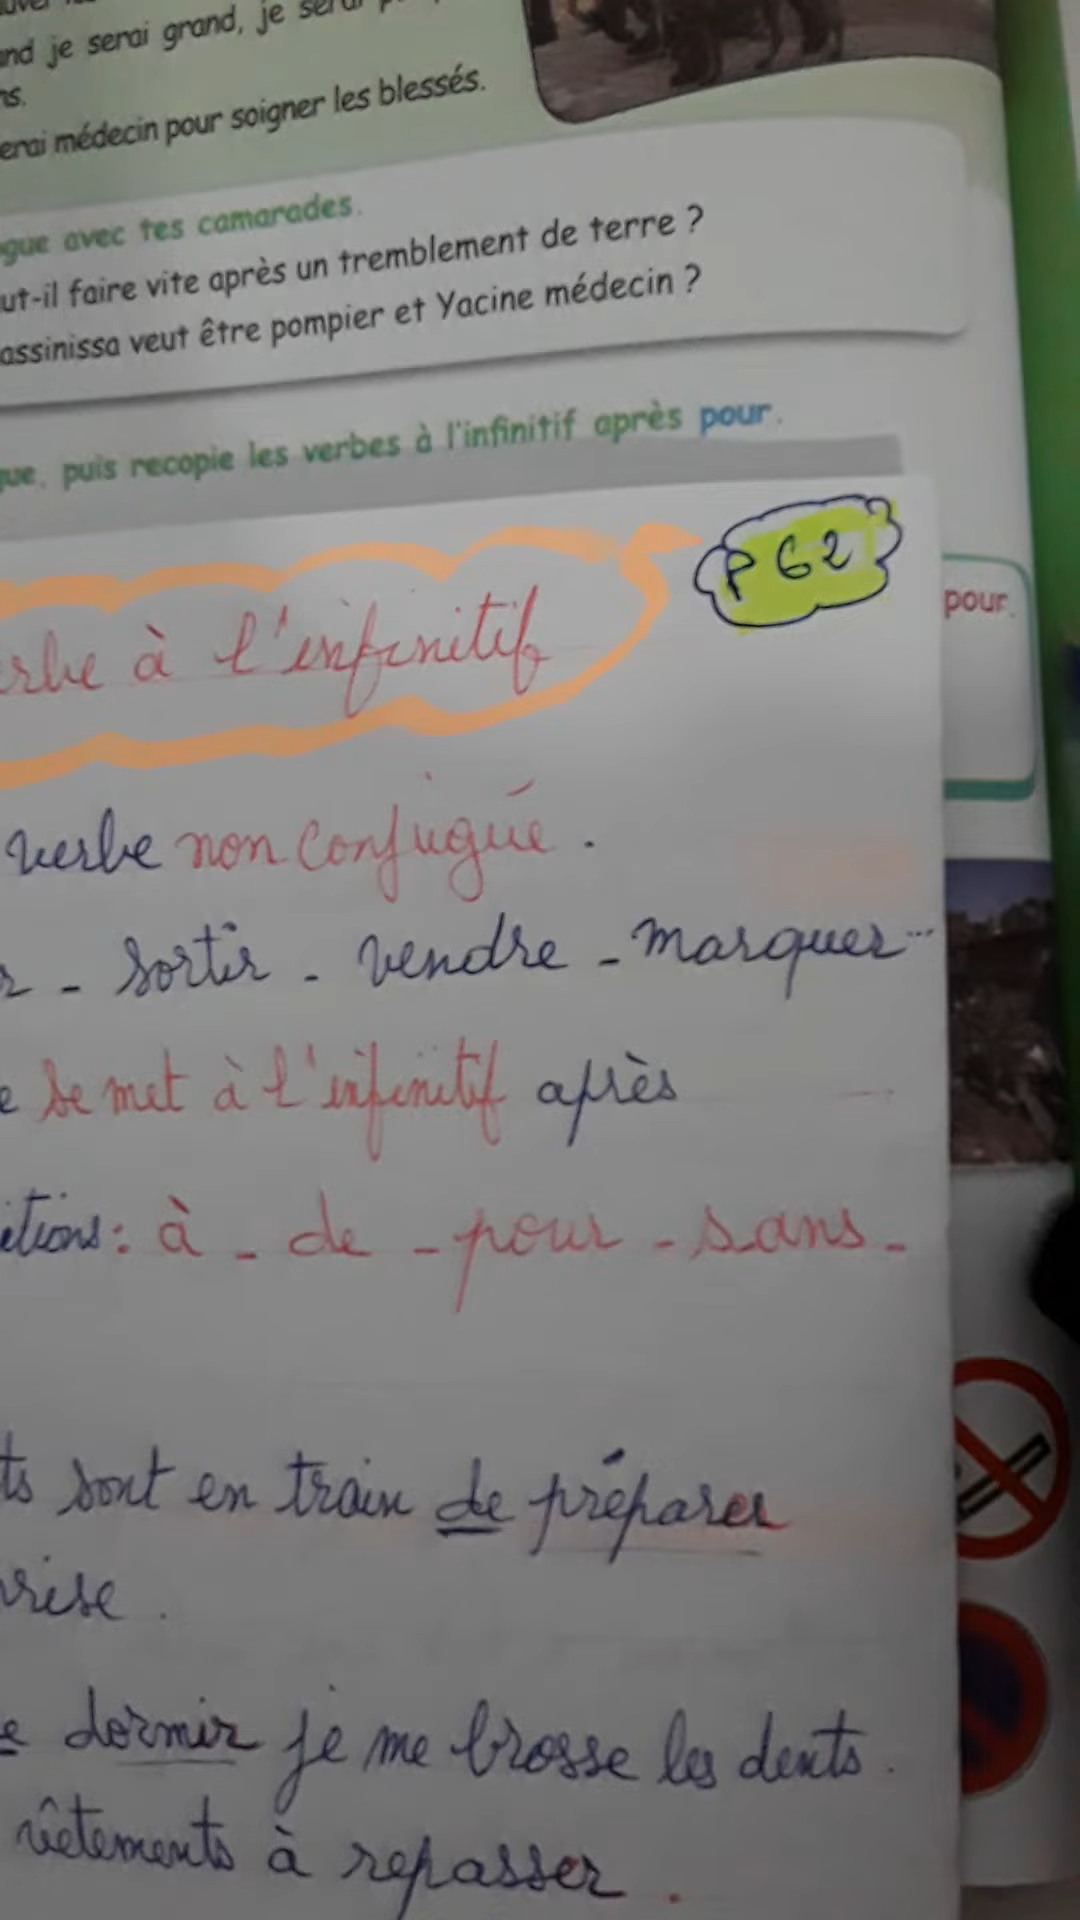 nd je serai grand, je serai
ns.
erai médecin pour soigner les blessés.
gue avec tes camarades.
ut-il faire vite après un tremblement de terre ?
assinissa veut être pompier et Yacine médecin ?
que, puis recopie les verbes à l'infinitif après pour.
P 62
pour.
rbe à l'infinitif
verbe non conjugué.
r - sortir - vendre - marquer...
e se met à l'infinitif après
itions : à - de - pour - sans -
ts sont en train de préparer
rise.
e dormir je me brosse les dents.
vêtements à repasser.